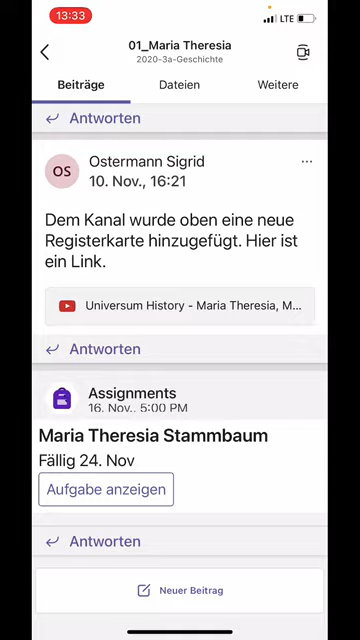 13:33
LTE
01_Maria Theresia
2020-3a-Geschichte
Beiträge
Dateien
Weitere
Antworten
OS
Ostermann Sigrid
10. Nov., 16:21
Dem Kanal wurde oben eine neue
Registerkarte hinzugefügt. Hier ist
ein Link.
Universum History - Maria Theresia, M...
Antworten
Assignments
16. Nov., 5:00 PM
Maria Theresia Stammbaum
Fällig 24. Nov
Aufgabe anzeigen
Antworten
Neuer Beitrag